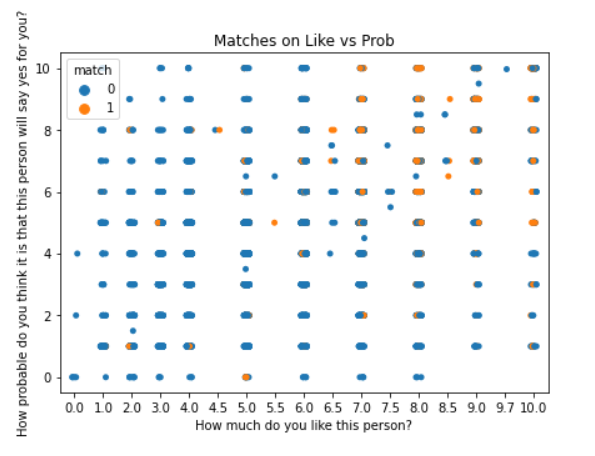 Matches on Like vs Prob
How probable do you think it is that this person will say yes for you?
match
0
1
10
8
6
4
2
0
0.0 1.0 2.0 3.0 4.0 4.5 5.0 5.5 6.0 6.5 7.0 7.5 8.0 8.5 9.0 9.7 10.0
How much do you like this person?